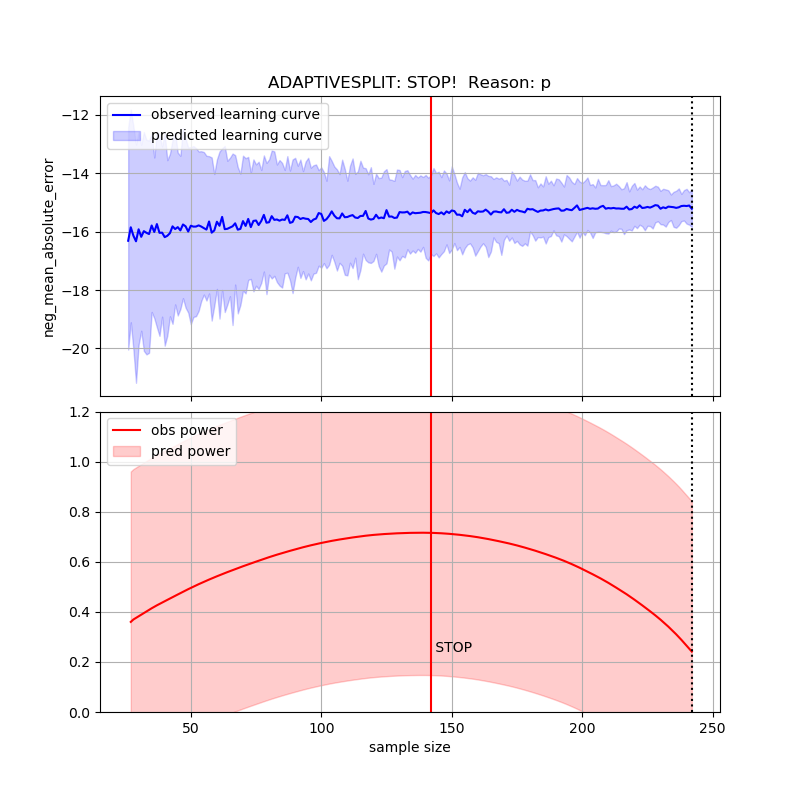 ADAPTIVESPLIT: STOP!  Reason: p
observed learning curve
predicted learning curve
neg_mean_absolute_error
−12
−14
−16
−18
−20
obs power
pred power
1.2
1.0
0.8
0.6
0.4
0.2
0.0
STOP
50 100 150 200 250
sample size